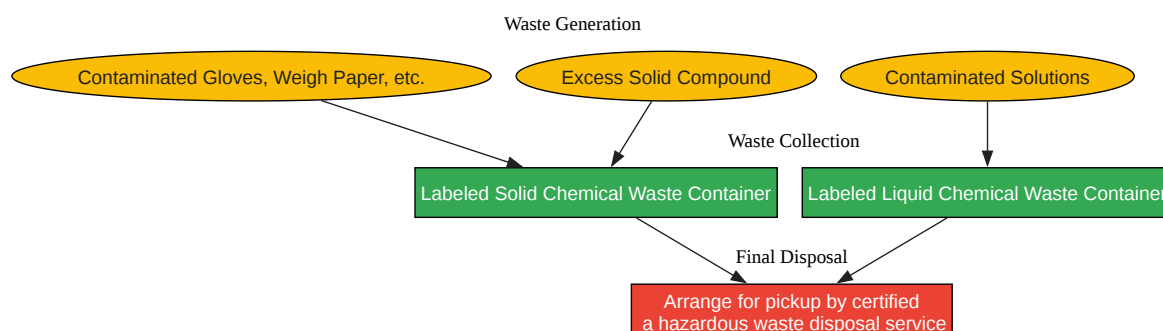 Waste Generation
Contaminated Gloves, Weigh Paper, etc.
Excess Solid Compound
Contaminated Solutions
Waste Collection
Labeled Solid Chemical Waste Container
Labeled Liquid Chemical Waste Container
Final Disposal
Arrange for pickup by certified
a hazardous waste disposal service